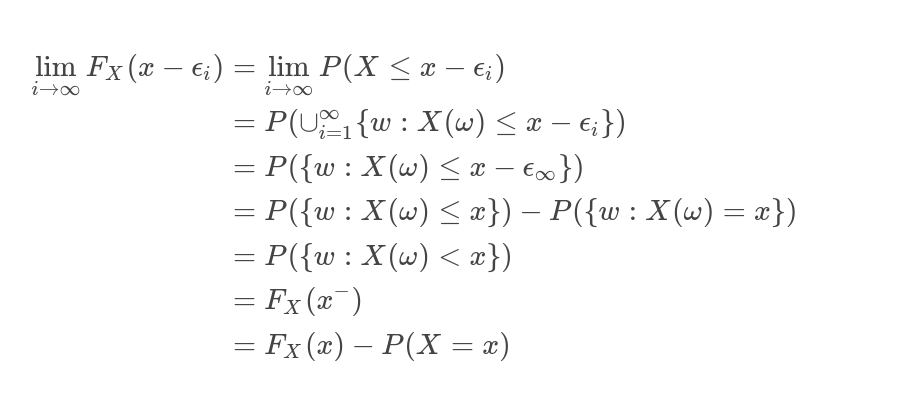 lim_{i→∞} F_X(x − ϵ_i) = lim_{i→∞} P(X ≤ x − ϵ_i)
= P(∪_{i=1}^∞{w : X(ω) ≤ x − ϵ_i})
= P({w : X(ω) ≤ x − ϵ_∞})
= P({w : X(ω) ≤ x}) − P({w : X(ω) = x})
= P({w : X(ω) < x})
= F_X(x^−)
= F_X(x) − P(X = x)